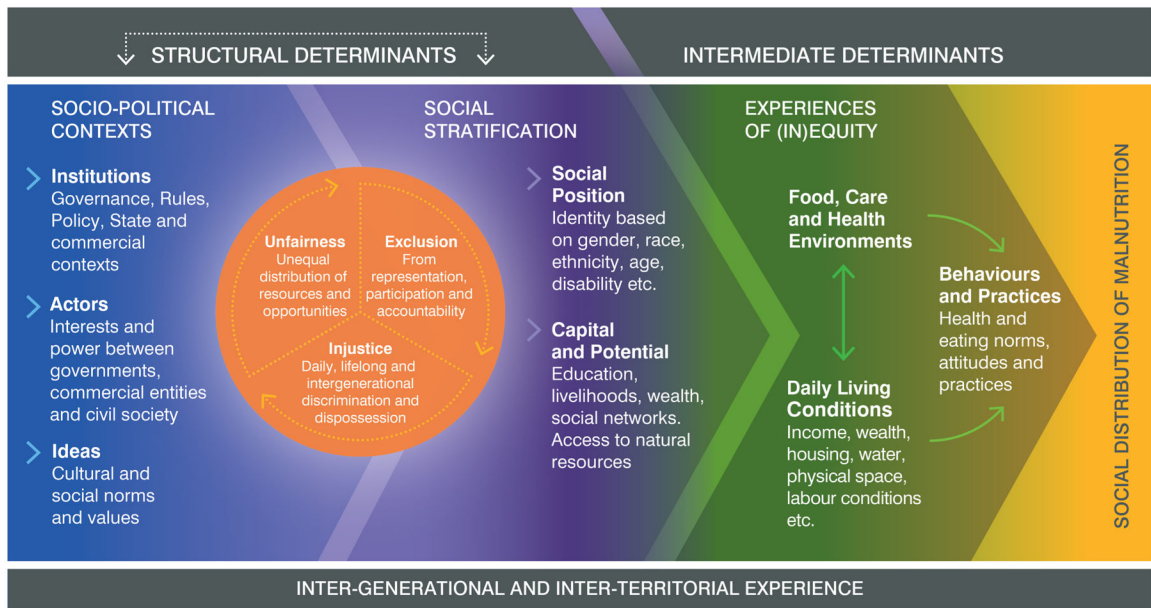 STRUCTURAL DETERMINANTS
INTERMEDIATE DETERMINANTS
SOCIO-POLITICAL
CONTEXTS
Institutions
Governance, Rules,
Policy, State and
commercial
contexts
Actors
Interests and
power between
governments,
commercial entities
and civil society
Ideas
Cultural and
social norms
and values
Unfairness
Unequal
distribution of
resources and
opportunities
Exclusion
From
representation,
participation and
accountability
Injustice
Daily, lifelong and
intergenerational
discrimination and
dispossession
SOCIAL
STRATIFICATION
Social
Position
Identity based
on gender, race,
ethnicity, age,
disability etc.
Capital
and Potential
Education,
livelihoods, wealth,
social networks.
Access to natural
resources
EXPERIENCES
OF (IN)EQUITY
Food, Care
and Health
Environments
Daily Living
Conditions
Income, wealth,
housing, water,
physical space,
labour conditions
etc.
Behaviours
and Practices
Health and
eating norms,
attitudes and
practices
SOCIAL DISTRIBUTION OF MALNUTRITION
INTER-GENERATIONAL AND INTER-TERRITORIAL EXPERIENCE